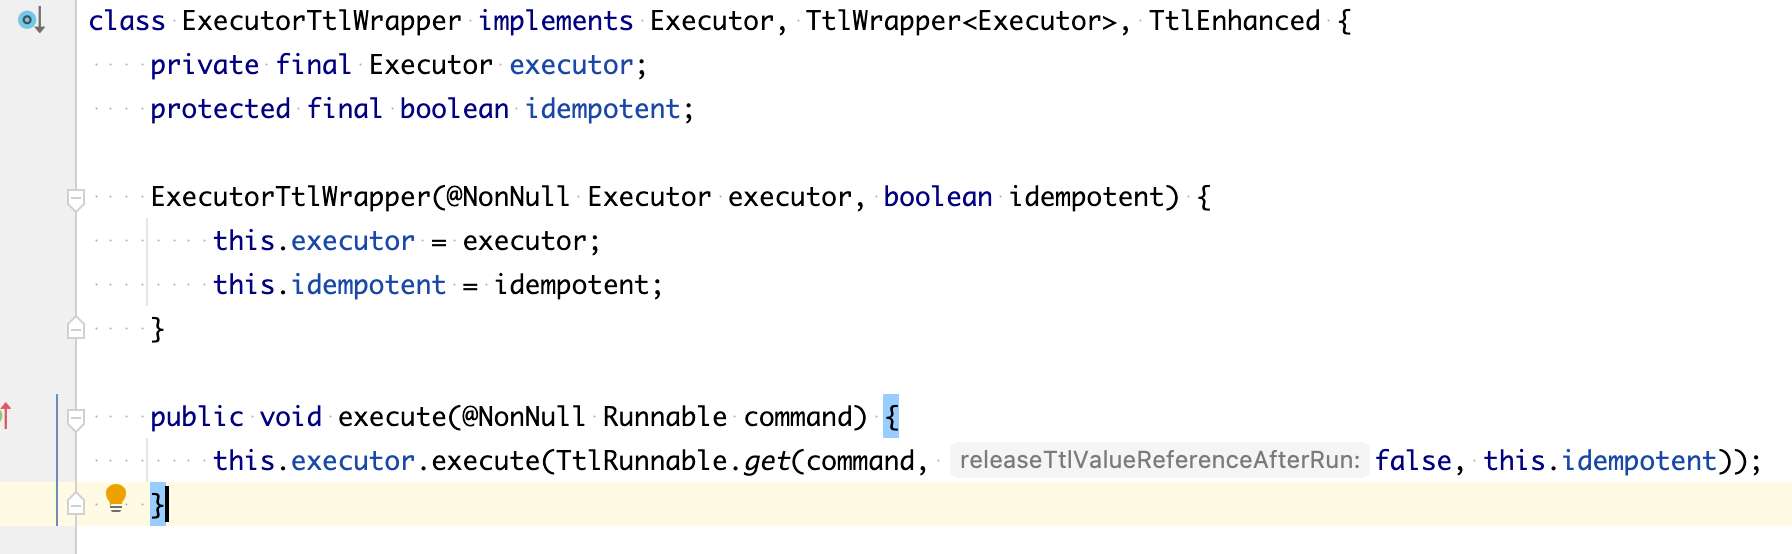 class ExecutorTtlWrapper implements Executor, TtlWrapper<Executor>, TtlEnhanced {
    private final Executor executor;
    protected final boolean idempotent;
    ExecutorTtlWrapper(@NonNull Executor executor, boolean idempotent) {
        this.executor = executor;
        this.idempotent = idempotent;
    }
    public void execute(@NonNull Runnable command) {
        this.executor.execute(TtlRunnable.get(command, releaseTtlValueReferenceAfterRun: false, this.idempotent));
    }